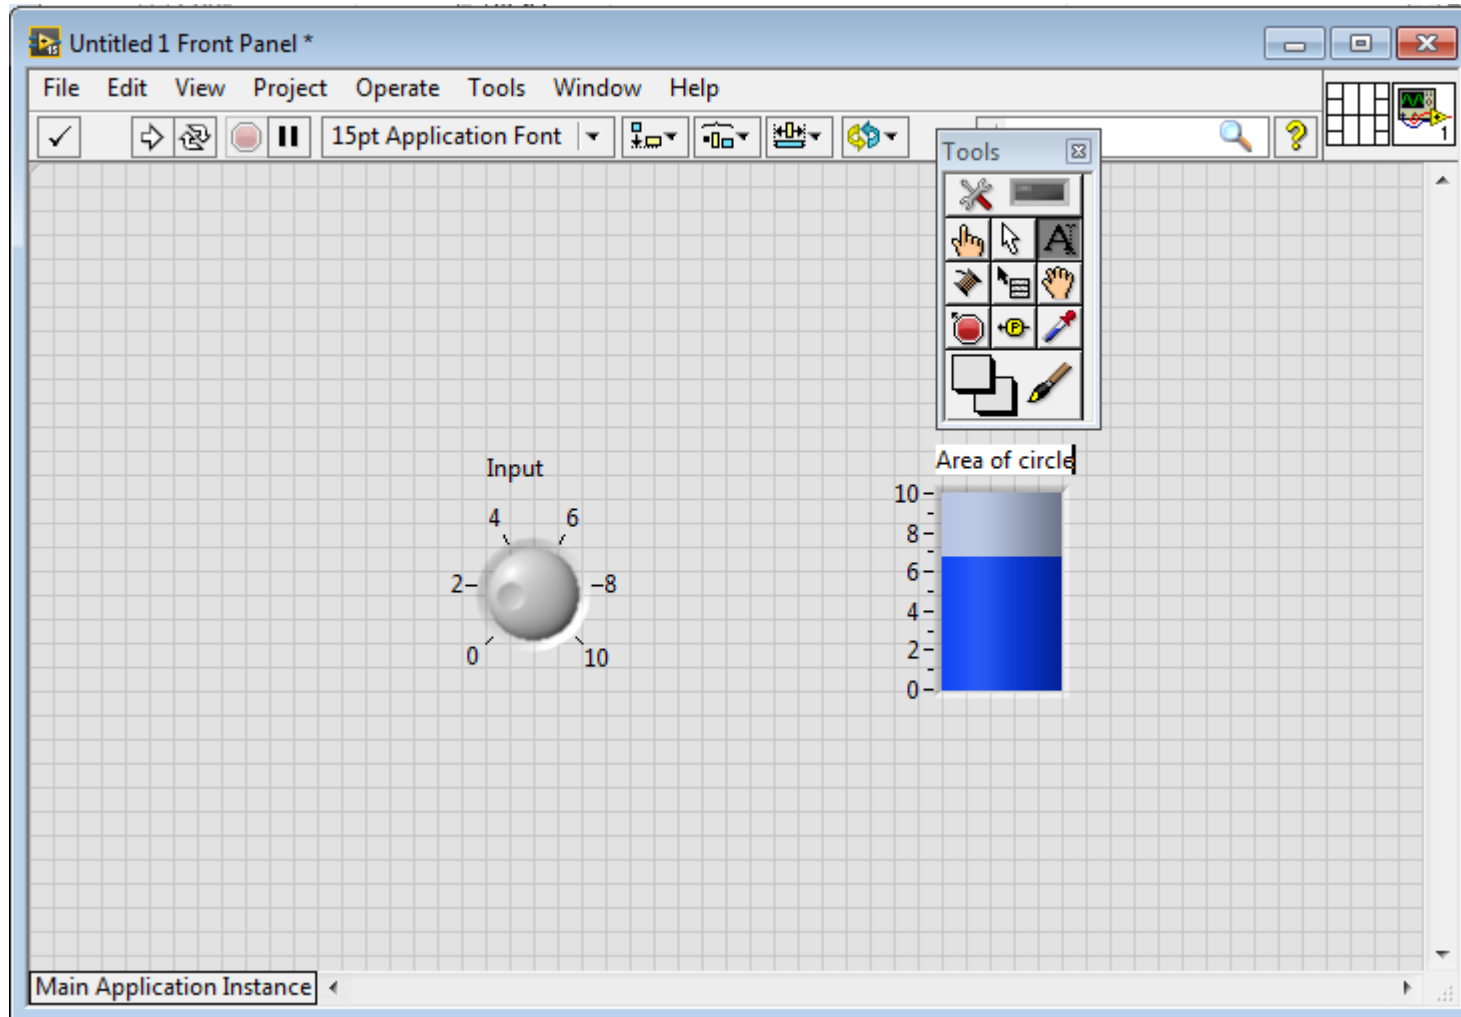 Untitled 1 Front Panel *
File Edit View Project Operate Tools Window Help
15pt Application Font
1
Tools
Input
4 6
2 8
0 10
Area of circle
10
8
6
4
2
0
Main Application Instance